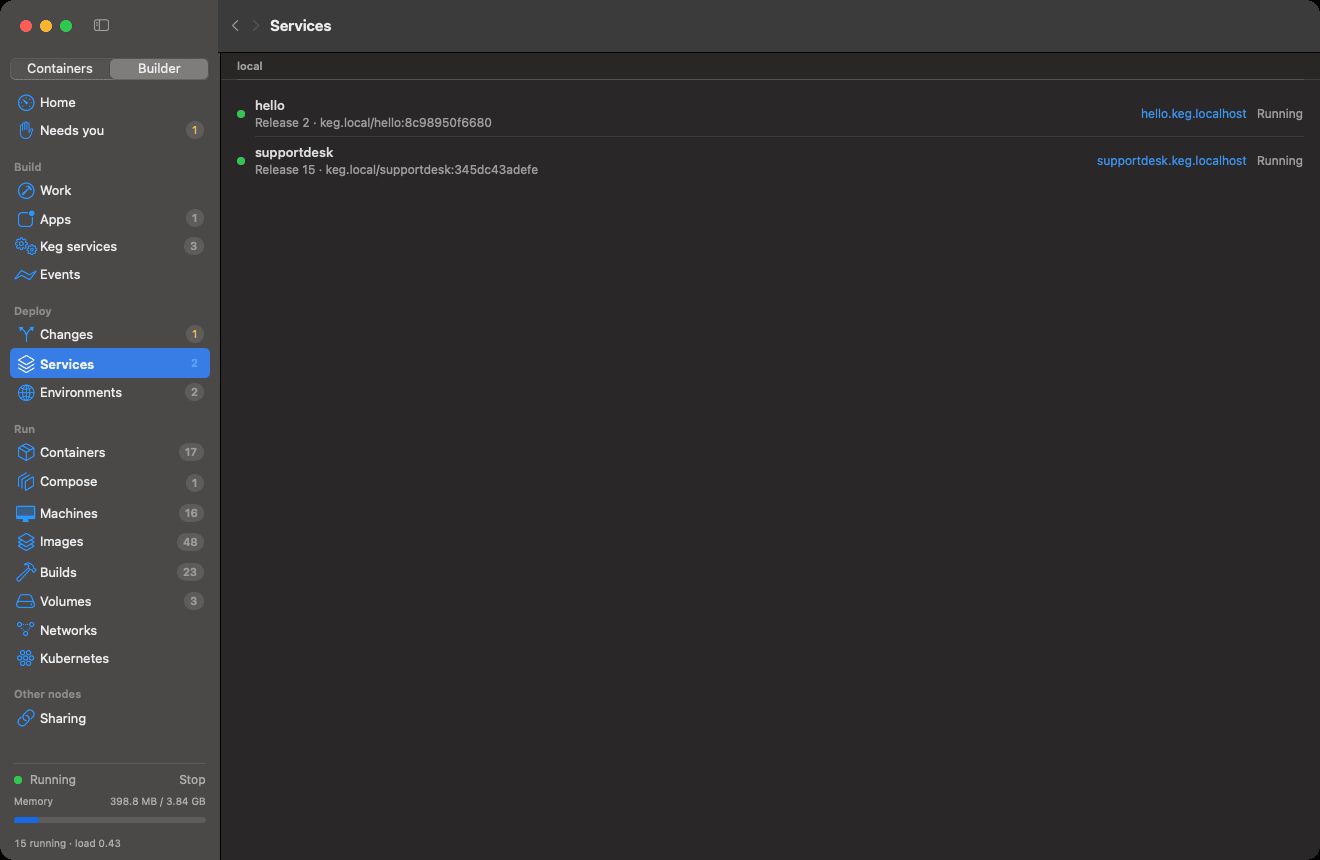 Services
Containers Builder
Home
Needs you 1
Build
Work
Apps 1
Keg services 3
Events
Deploy
Changes 1
Services 2
Environments 2
Run
Containers 17
Compose 1
Machines 16
Images 48
Builds 23
Volumes 3
Networks
Kubernetes
Other nodes
Sharing
Running Stop
Memory 398.8 MB / 3.84 GB
15 running · load 0.43
local
hello
Release 2 · keg.local/hello:8c98950f6680
hello.keg.localhost Running
supportdesk
Release 15 · keg.local/supportdesk:345dc43adefe
supportdesk.keg.localhost Running